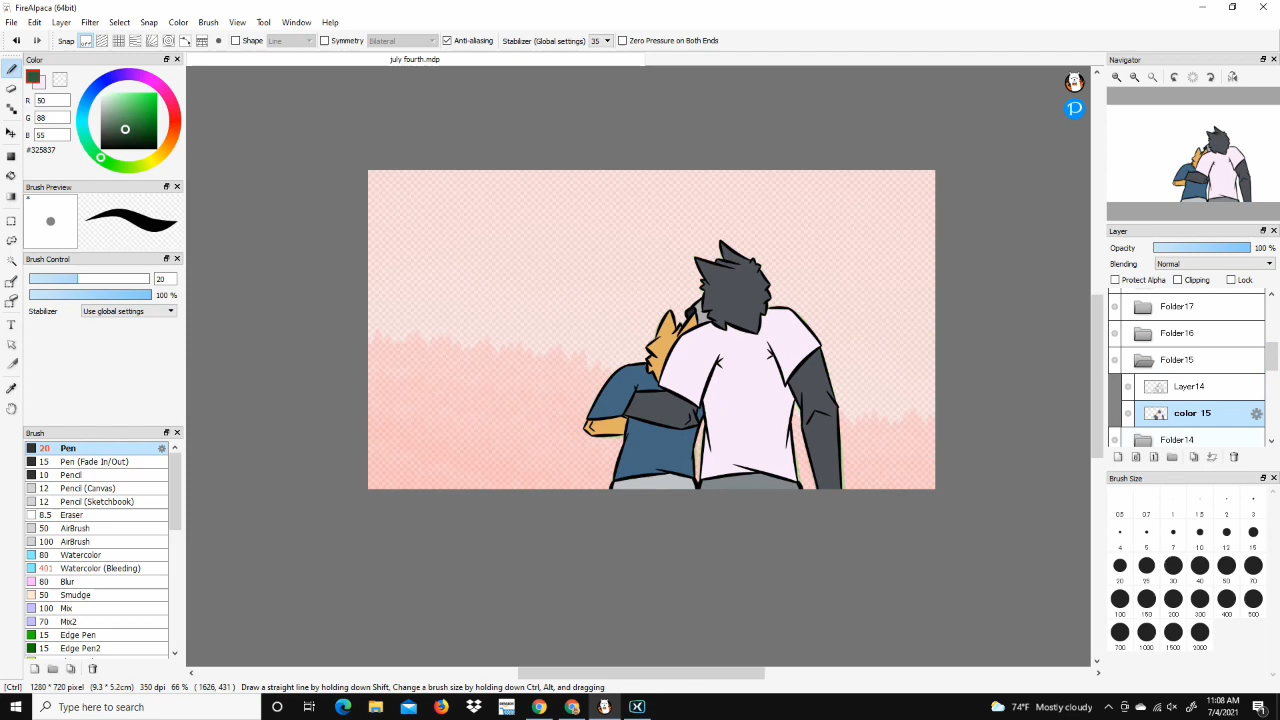 FireAlpaca (64bit)
File Edit Layer Filter Select Snap Color Brush View Tool Window Help
Snap OFF Shape Line Symmetry Bilateral Anti-aliasing Stabilizer (Global settings) 35 Zero Pressure on Both Ends
Color
R 50
G 88
B 55
#325837
Brush Preview
Brush Control
20
100 %
Stabilizer Use global settings
Brush
20 Pen
15 Pen (Fade In/Out)
10 Pencil
12 Pencil (Canvas)
12 Pencil (Sketchbook)
8.5 Eraser
50 AirBrush
100 AirBrush
80 Watercolor
401 Watercolor (Bleeding)
80 Blur
50 Smudge
100 Mix
70 Mix2
15 Edge Pen
15 Edge Pen2
july fourth.mdp
Navigator
Layer
Opacity 100 %
Blending Normal
Protect Alpha Clipping Lock
Folder17
Folder16
Folder15
Layer14
color 15
Folder14
Brush Size
0.5 0.7 1 1.5 2 3
4 5 7 10 12 15
20 25 30 40 50 70
100 150 200 300 400 500
700 1000 1500 2000
[Ctrl] 1280 * 720 pixel (9.3 * 5.2cm) 350 dpi 66 % ( 1626, 431 ) Draw a straight line by holding down Shift, Change a brush size by holding down Ctrl, Alt, and dragging
Type here to search
74°F Mostly cloudy
11:08 AM
7/4/2021